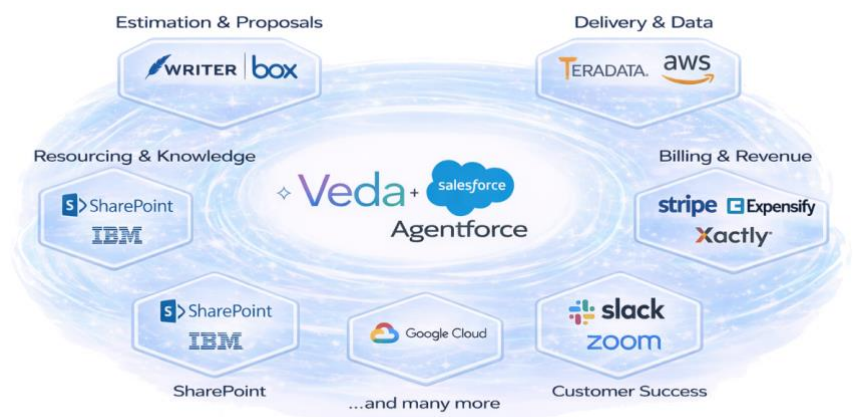 Estimation & Proposals
WRITER | box
Delivery & Data
TERADATA. aws
Resourcing & Knowledge
S SharePoint
IBM
Veda + salesforce
Agentforce
Billing & Revenue
stripe Expensify
Xactly
S SharePoint
IBM
SharePoint
Google Cloud
...and many more
slack
zoom
Customer Success